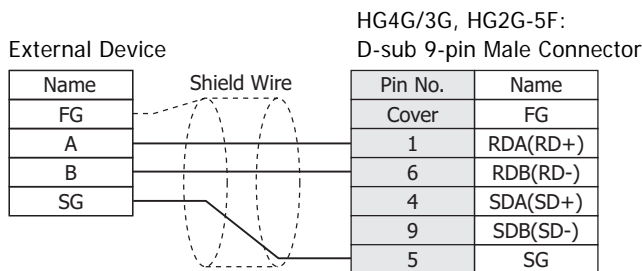 HG4G/3G, HG2G-5F:
External Device D-sub 9-pin Male Connector
Name Shield Wire Pin No. Name
FG Cover FG
A 1 RDA(RD+)
B 6 RDB(RD-)
SG 4 SDA(SD+)
9 SDB(SD-)
5 SG